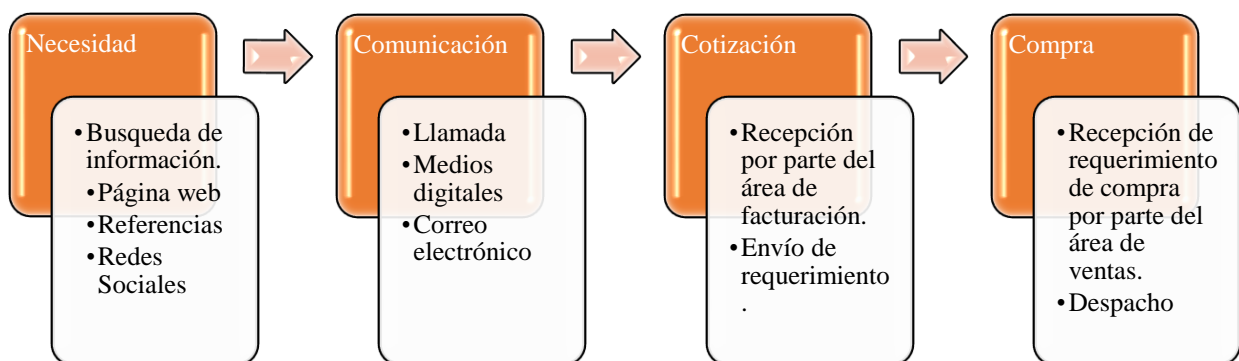 Necesidad
•Busqueda de
información.
•Página web
•Referencias
•Redes
Sociales
Comunicación
•Llamada
•Medios
digitales
•Correo
electrónico
Cotización
•Recepción
por parte del
área de
facturación.
•Envío de
requerimiento
.
Compra
•Recepción de
requerimiento
de compra
por parte del
área de
ventas.
•Despacho